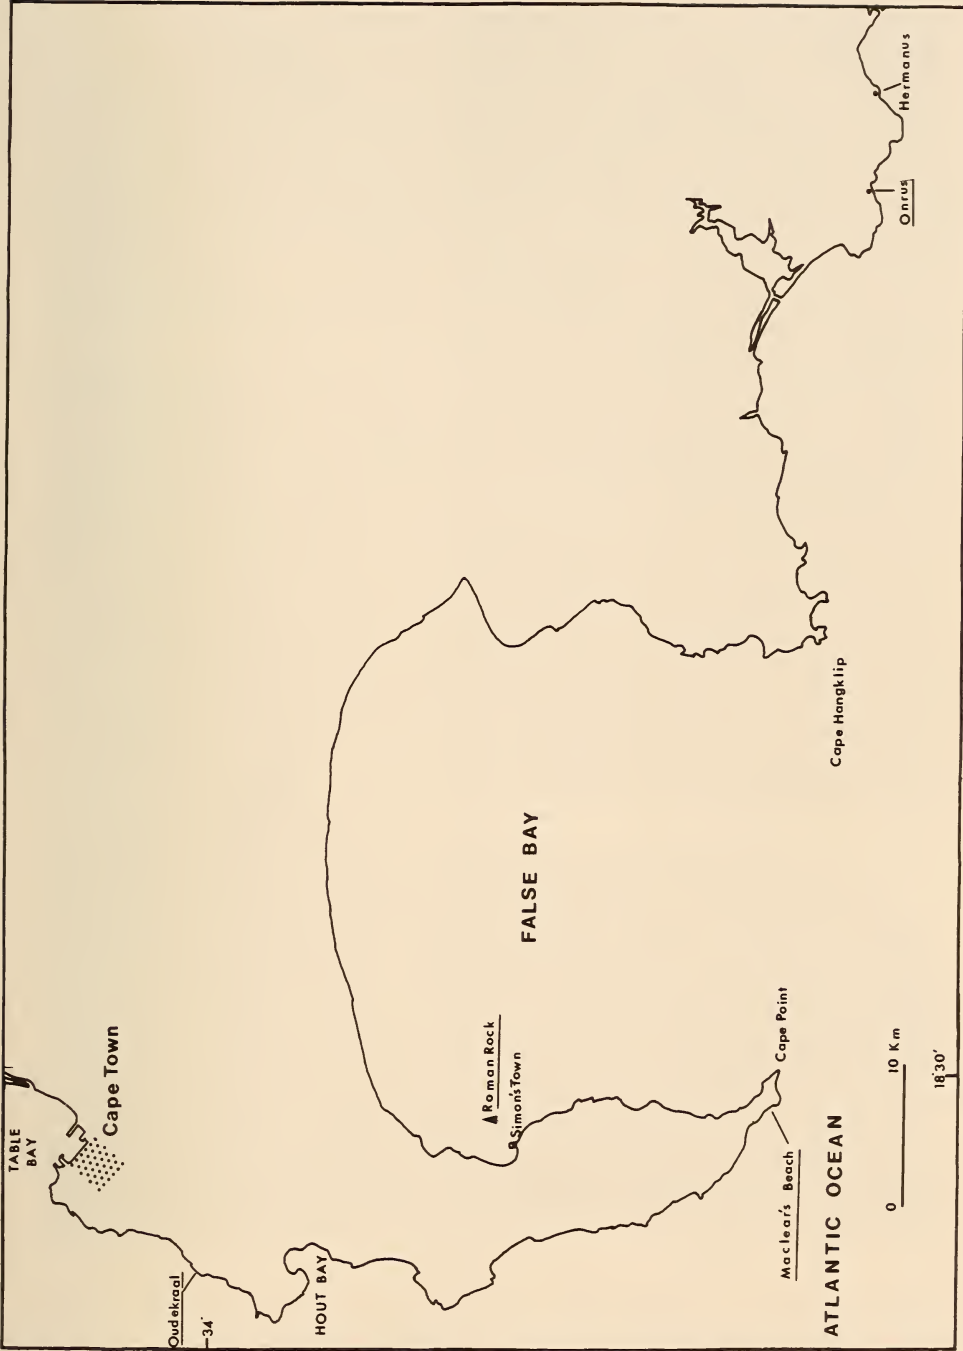 TABLE
BAY
Cape Town
Oudekraal
34'
HOUT BAY
Roman Rock
Simon's Town
FALSE BAY
Cape Point
Maclear's Beach
ATLANTIC OCEAN
0 10 Km
18°30'
Cape Hangklip
Onrus
Hermanus